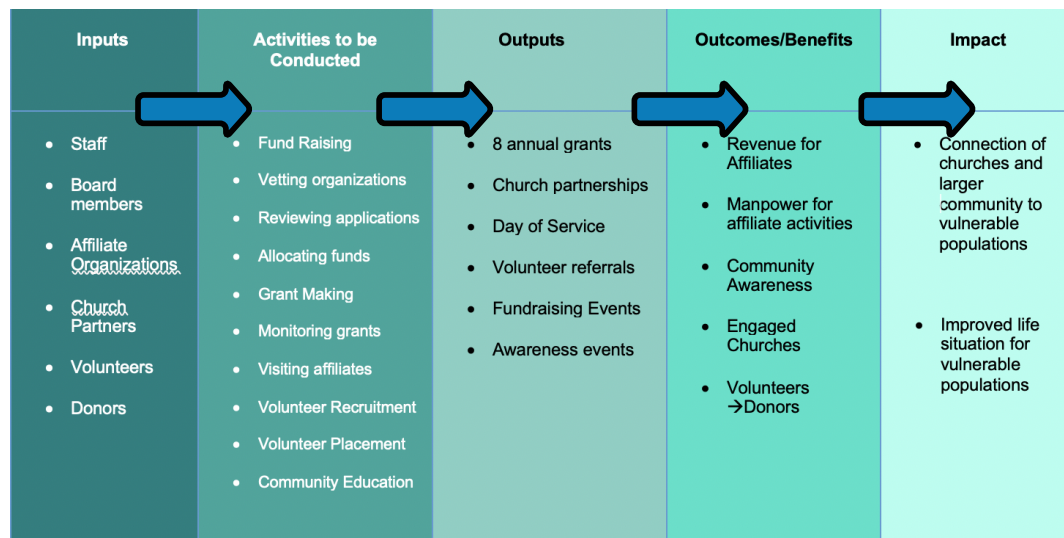 Inputs
Activities to be
Conducted
Outputs
Outcomes/Benefits
Impact
• Staff
• Board
members
• Affiliate
Organizations
• Church
Partners
• Volunteers
• Donors
• Fund Raising
• Vetting organizations
• Reviewing applications
• Allocating funds
• Grant Making
• Monitoring grants
• Visiting affiliates
• Volunteer Recruitment
• Volunteer Placement
• Community Education
• 8 annual grants
• Church partnerships
• Day of Service
• Volunteer referrals
• Fundraising Events
• Awareness events
• Revenue for
Affiliates
• Manpower for
affiliate activities
• Community
Awareness
• Engaged
Churches
• Volunteers
→Donors
• Connection of
churches and
larger
community to
vulnerable
populations
• Improved life
situation for
vulnerable
populations